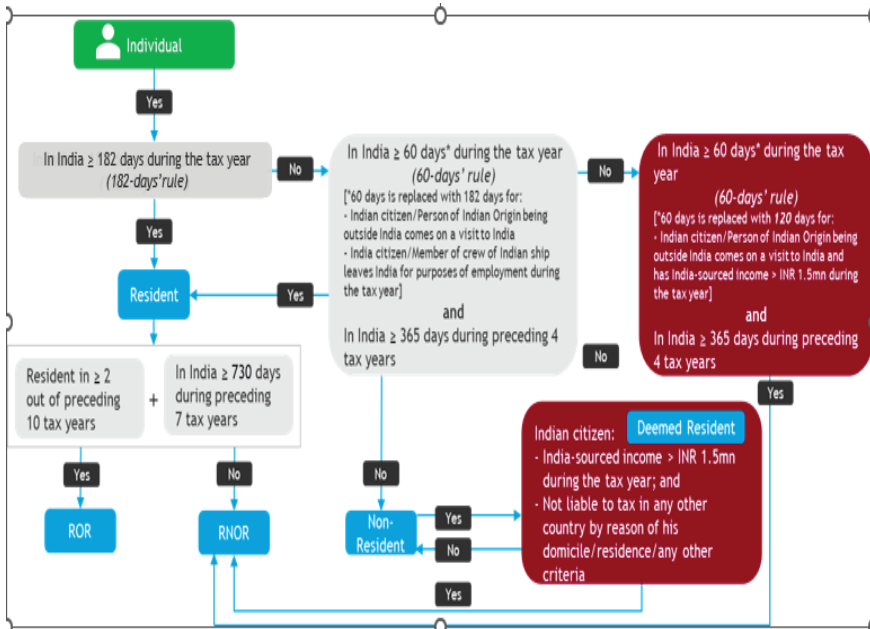 Individual
Yes
In India ≥ 182 days during the tax year
(182-days'rule)
No
Yes
Resident
Yes
Resident in ≥ 2
out of preceding
10 tax years
+
In India ≥ 730 days
during preceding
7 tax years
Yes
No
ROR
RNOR
In India ≥ 60 days* during the tax year
(60-days' rule)
[*60 days is replaced with 182 days for:
- Indian citizen/Person of Indian Origin being
outside India comes on a visit to India
- India citizen/Member of crew of Indian ship
leaves India for purposes of employment during
the tax year]
and
In India ≥ 365 days during preceding 4
tax years
No
No
No
Non-
Resident
Yes
No
Yes
In India ≥ 60 days* during the tax
year
(60-days' rule)
[*60 days is replaced with 120 days for:
- Indian citizen/Person of Indian Origin being
outside India comes on a visit to India and
has India-sourced income > INR 1.5mn during
the tax year]
and
In India ≥ 365 days during preceding
4 tax years
Yes
Indian citizen:
Deemed Resident
- India-sourced income > INR 1.5mn
during the tax year; and
- Not liable to tax in any other
country by reason of his
domicile/residence/any other
criteria